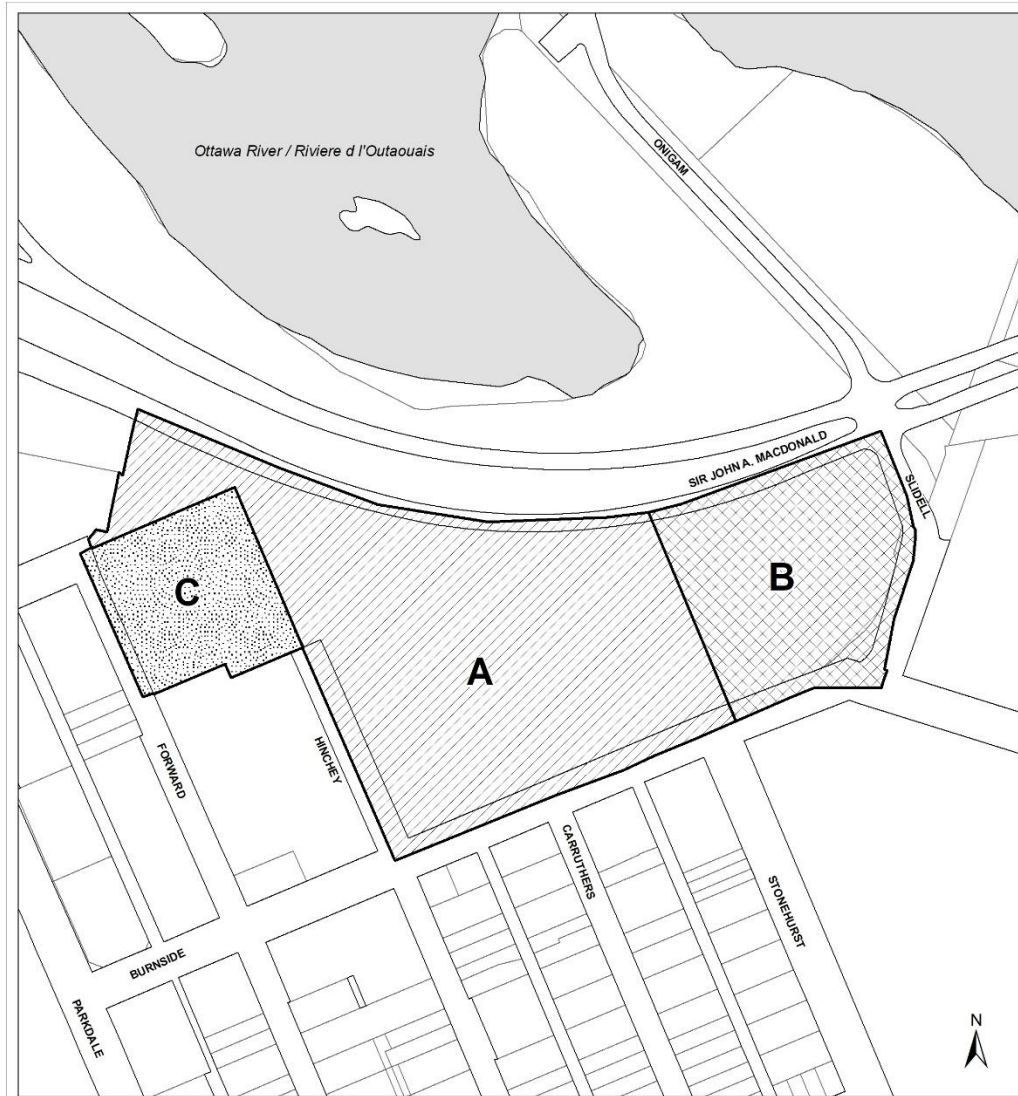 Ottawa River / Riviere d l'Outaouais
ONIGAM
SIR JOHN A. MACDONALD
SLIDELL
B
C
A
HINCHEY
FORWARD
CARRUTHERS
STONEHURST
BURNSIDE
PARKDALE
N